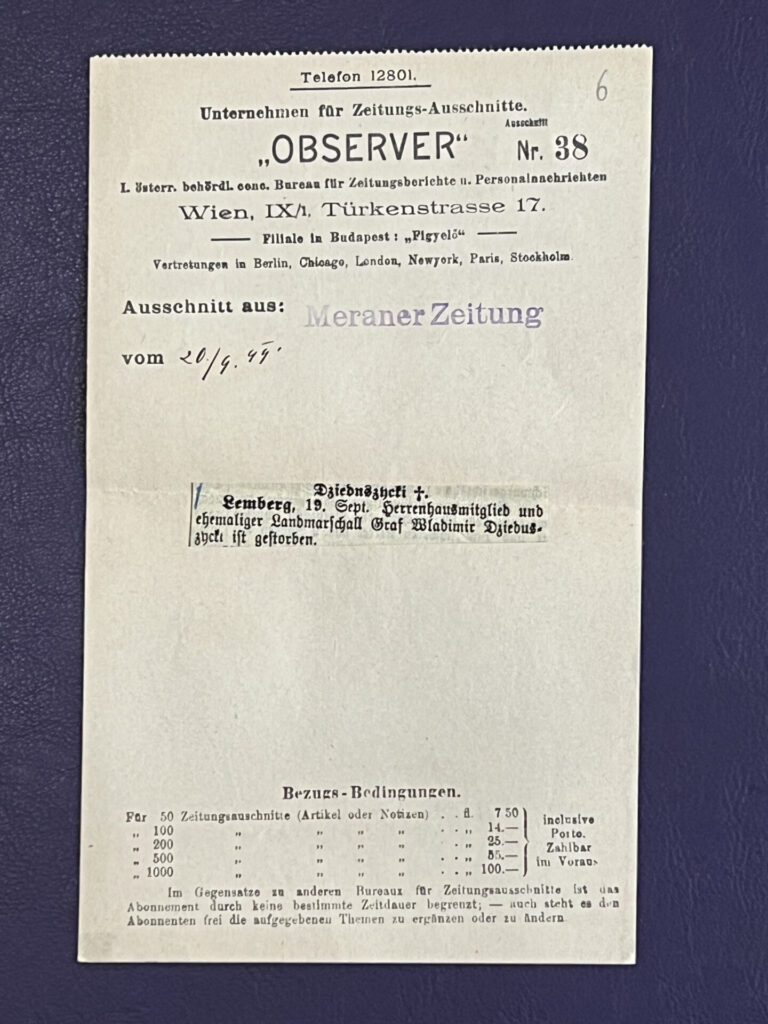 Telefon 12801.
6
Unternehmen für Zeitungs-Ausschnitte.
Ausschnitt
„OBSERVER“ Nr. 38
I. österr. behördl. conc. Bureau für Zeitungsberichte u. Personalnachrichten
Wien, IX/1, Türkenstrasse 17.
Filiale in Budapest: „Figyelő“
Vertretungen in Berlin, Chicago, London, Newyork, Paris, Stockholm.
Ausschnitt aus: Meraner Zeitung
vom 20/9. 99.
Dziednszycki †.
Lemberg, 19. Sept. Herrenhausmitglied und
ehemaliger Landmarschall Graf Wladimir Dziedus-
zycki ist gestorben.
Bezugs-Bedingungen.
Für 50 Zeitungsauschnitte (Artikel oder Notizen) . . fl. 7 50
„ 100 „ „ „ „ . . „ 14.—
„ 200 „ „ „ „ . . „ 25.—
„ 500 „ „ „ „ . . „ 55.—
„ 1000 „ „ „ „ . . „ 100.—
inclusive
Porto.
Zahlbar
im Voraus
Im Gegensatze zu anderen Bureaux für Zeitungsausschnitte ist das
Abonnement durch keine bestimmte Zeitdauer begrenzt; — auch steht es den
Abonnenten frei die aufgegebenen Themen zu ergänzen oder zu ändern